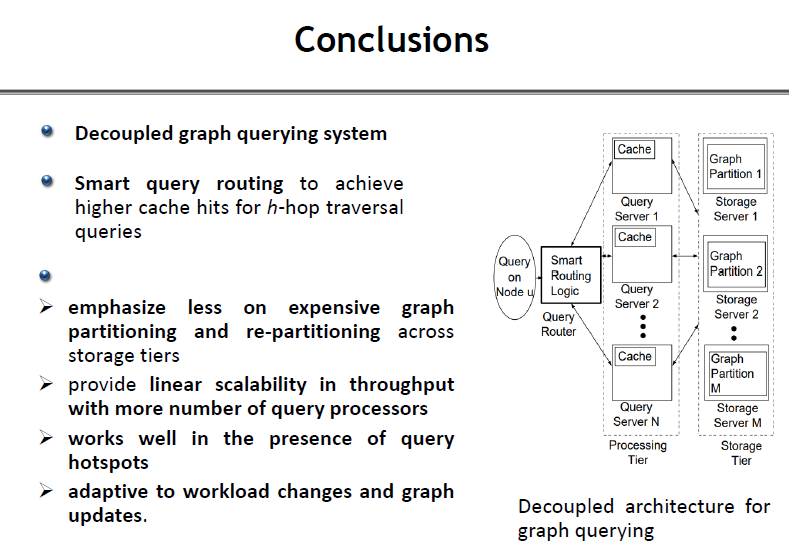 Conclusions
Decoupled graph querying system
Smart query routing to achieve
higher cache hits for h-hop traversal
queries
emphasize less on expensive graph
partitioning and re-partitioning across
storage tiers
provide linear scalability in throughput
with more number of query processors
works well in the presence of query
hotspots
adaptive to workload changes and graph
updates.
Query
on
Node u
Smart
Routing
Logic
Query
Router
Cache
Query
Server 1
Cache
Query
Server 2
Cache
Query
Server N
Processing
Tier
Graph
Partition 1
Storage
Server 1
Graph
Partition 2
Storage
Server 2
Graph
Partition
M
Storage
Server M
Storage
Tier
Decoupled architecture for
graph querying